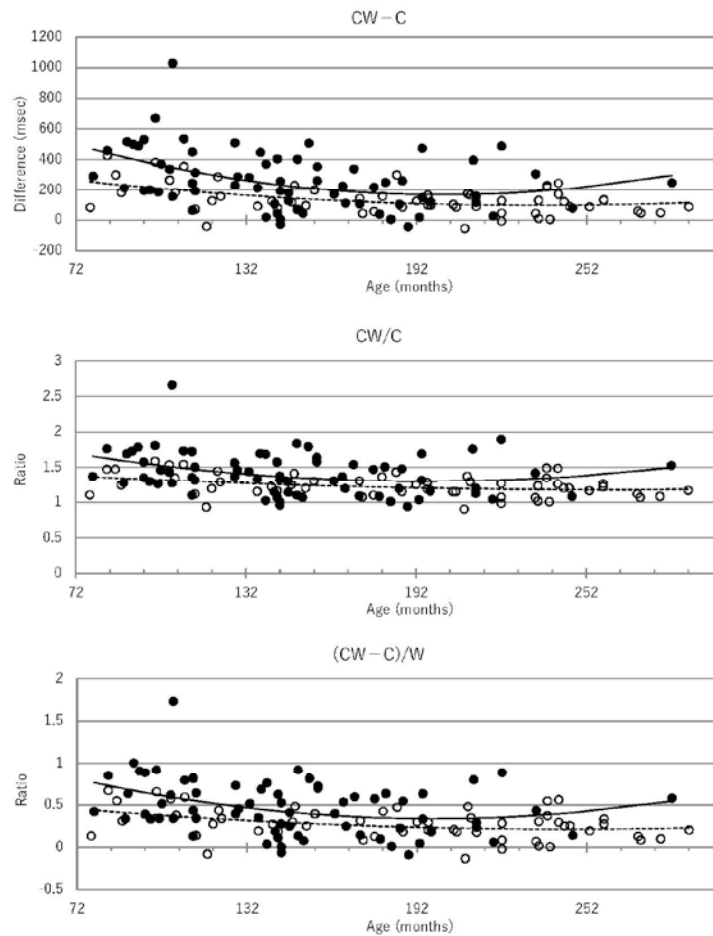 CW－C
1200
1000
800
600
400
200
0
-200
Difference (msec)
72 132 192 252
Age (months)
CW/C
3
2.5
2
1.5
1
0.5
0
Ratio
72 132 192 252
Age (months)
(CW－C)/W
2
1.5
1
0.5
0
-0.5
Ratio
72 132 192 252
Age (months)